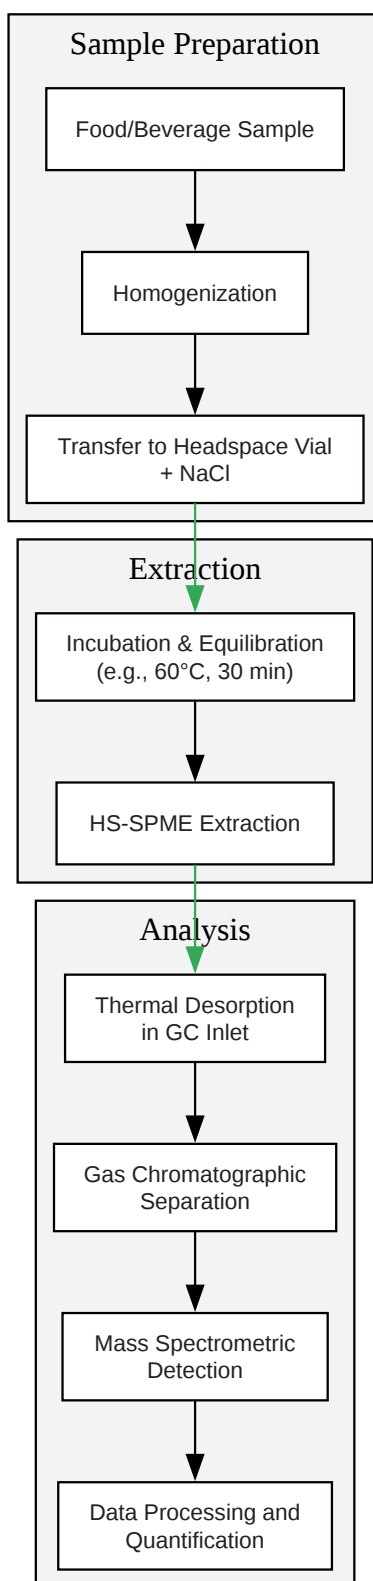 Sample Preparation
Food/Beverage Sample
Homogenization
Transfer to Headspace Vial
+ NaCl
Extraction
Incubation & Equilibration
(e.g., 60°C, 30 min)
HS-SPME Extraction
Analysis
Thermal Desorption
in GC Inlet
Gas Chromatographic
Separation
Mass Spectrometric
Detection
Data Processing and
Quantification